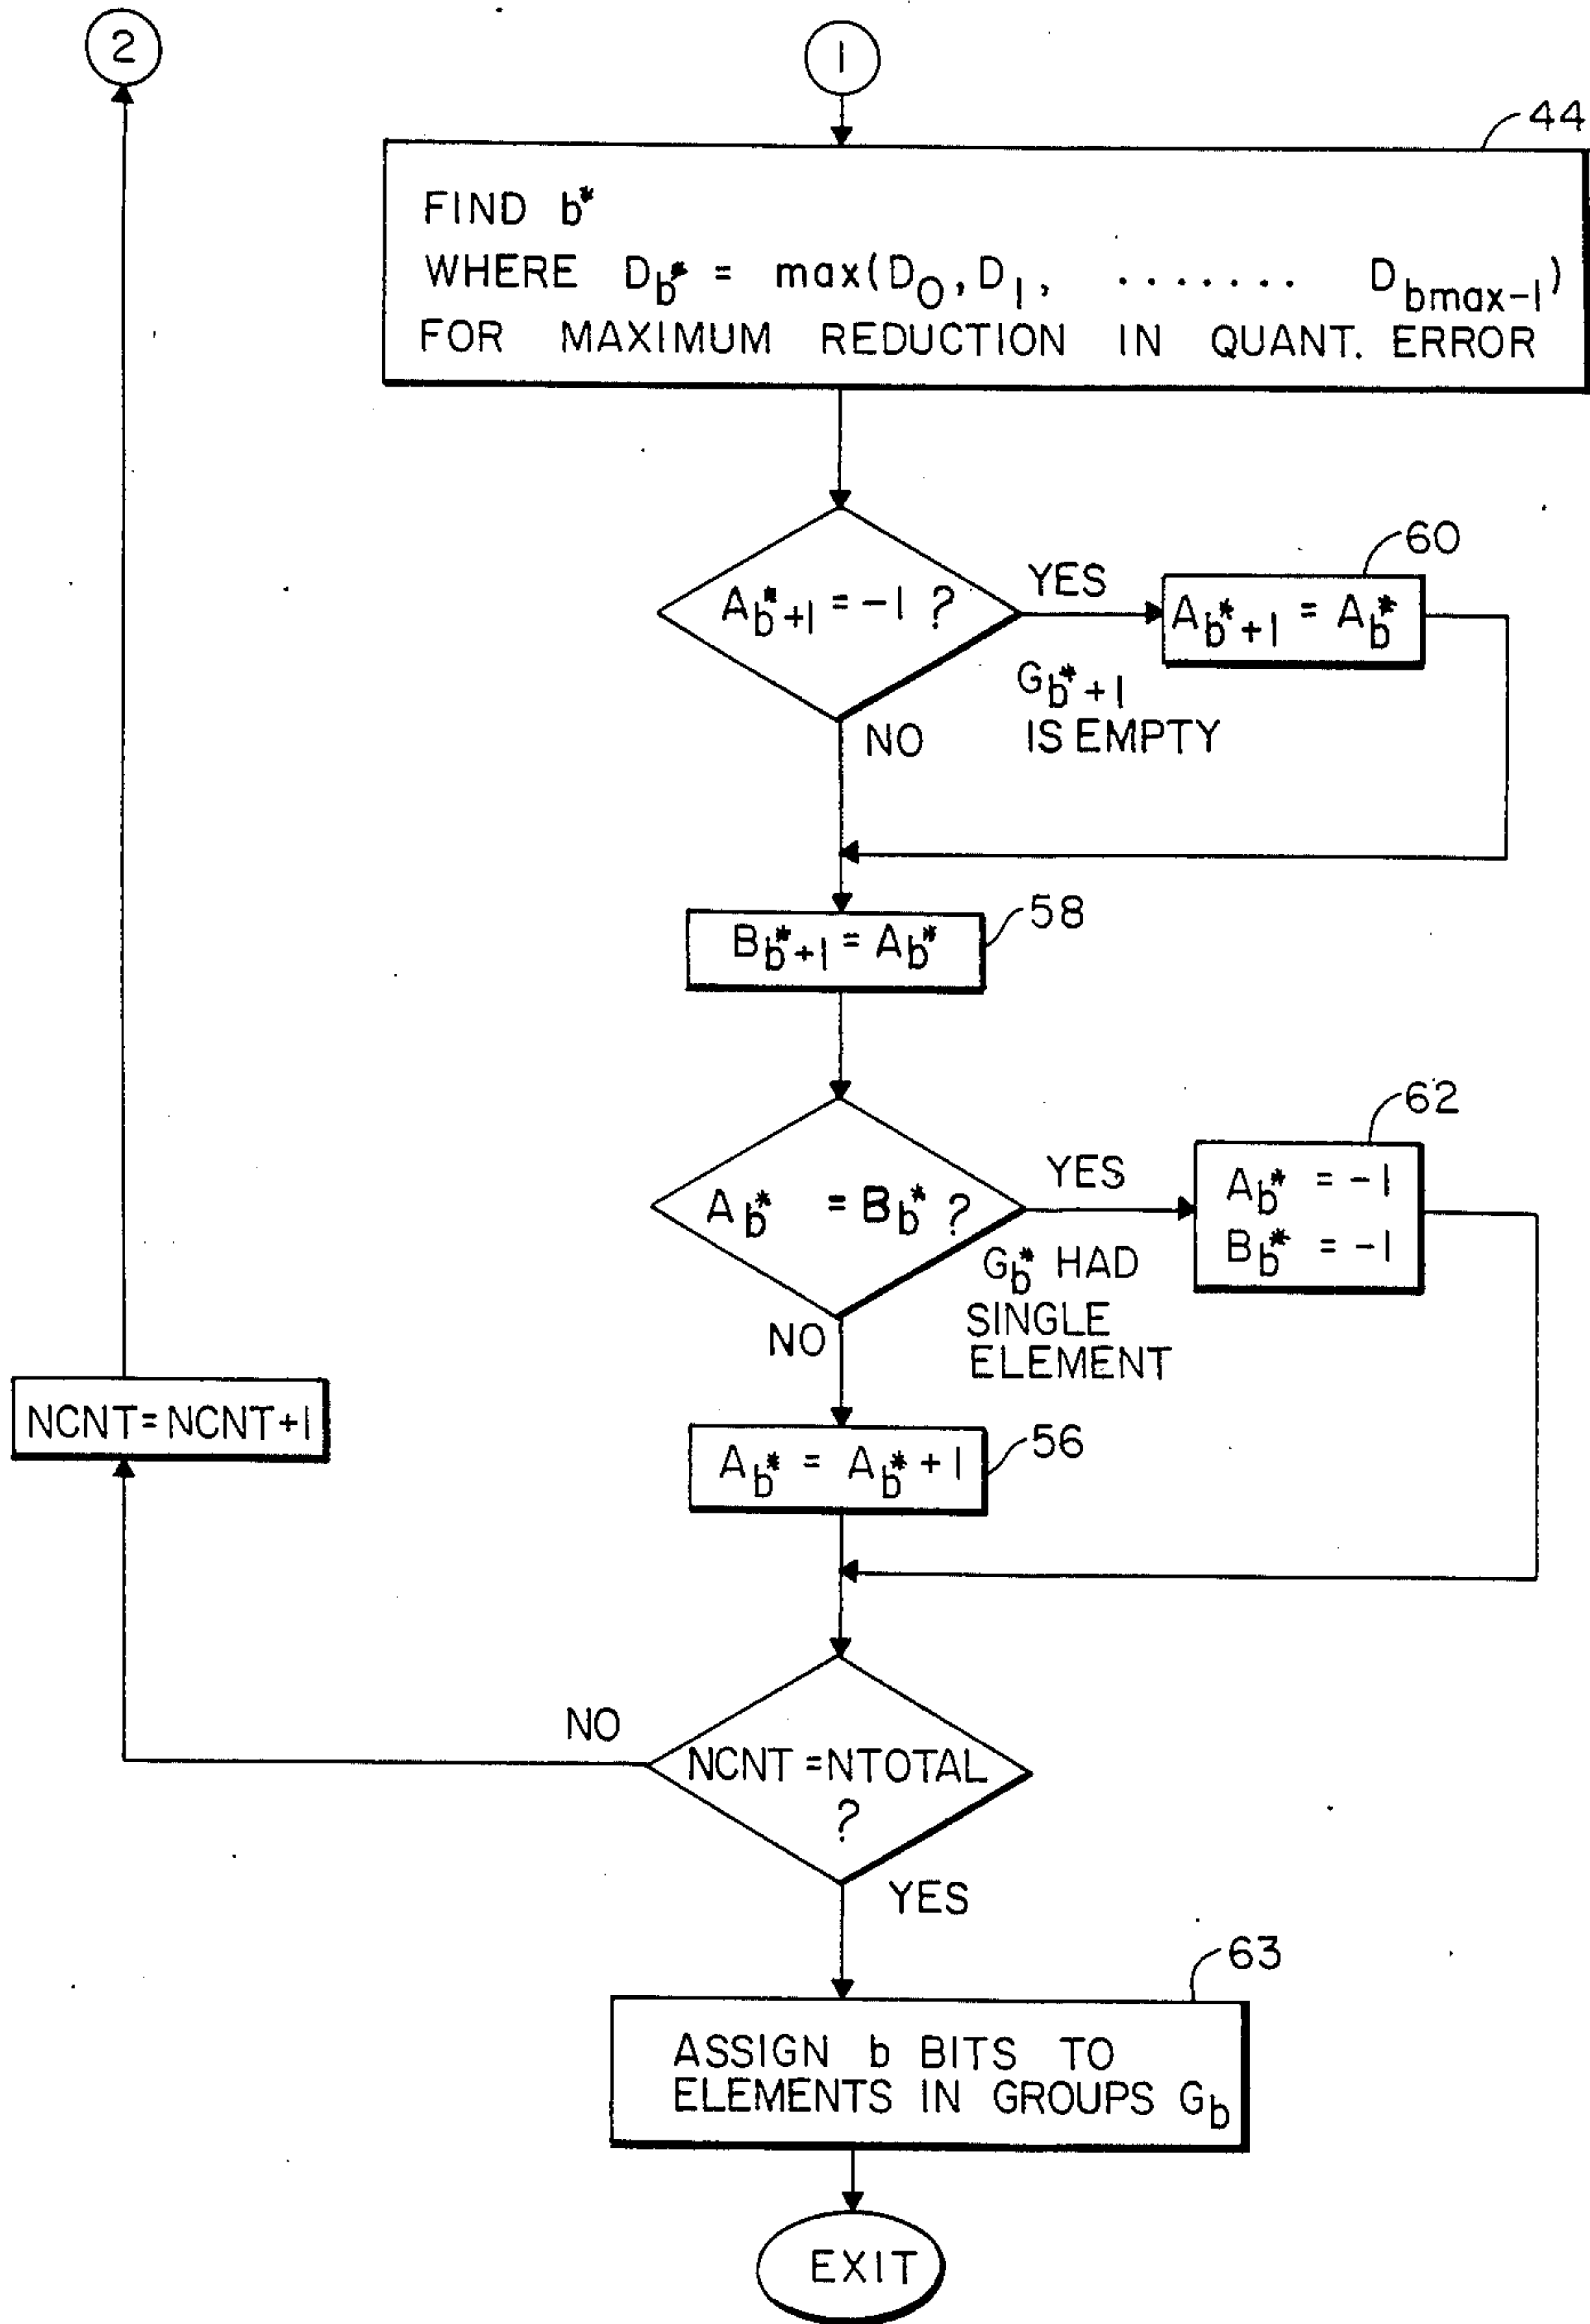 2
1
44
FIND b*
WHERE D_b* = max(D_0, D_1, ....... D_bmax-1)
FOR MAXIMUM REDUCTION IN QUANT. ERROR
60
A_b*+1 = -1 ?
YES
A_b*+1 = A_b*
G_b*+1
IS EMPTY
NO
58
B_b*+1 = A_b*
62
A_b* = B_b* ?
YES
A_b* = -1
B_b* = -1
G_b* HAD
SINGLE
ELEMENT
NO
NCNT=NCNT+1
56
A_b* = A_b* + 1
NO
NCNT=NTOTAL
?
YES
63
ASSIGN b BITS TO
ELEMENTS IN GROUPS G_b
EXIT